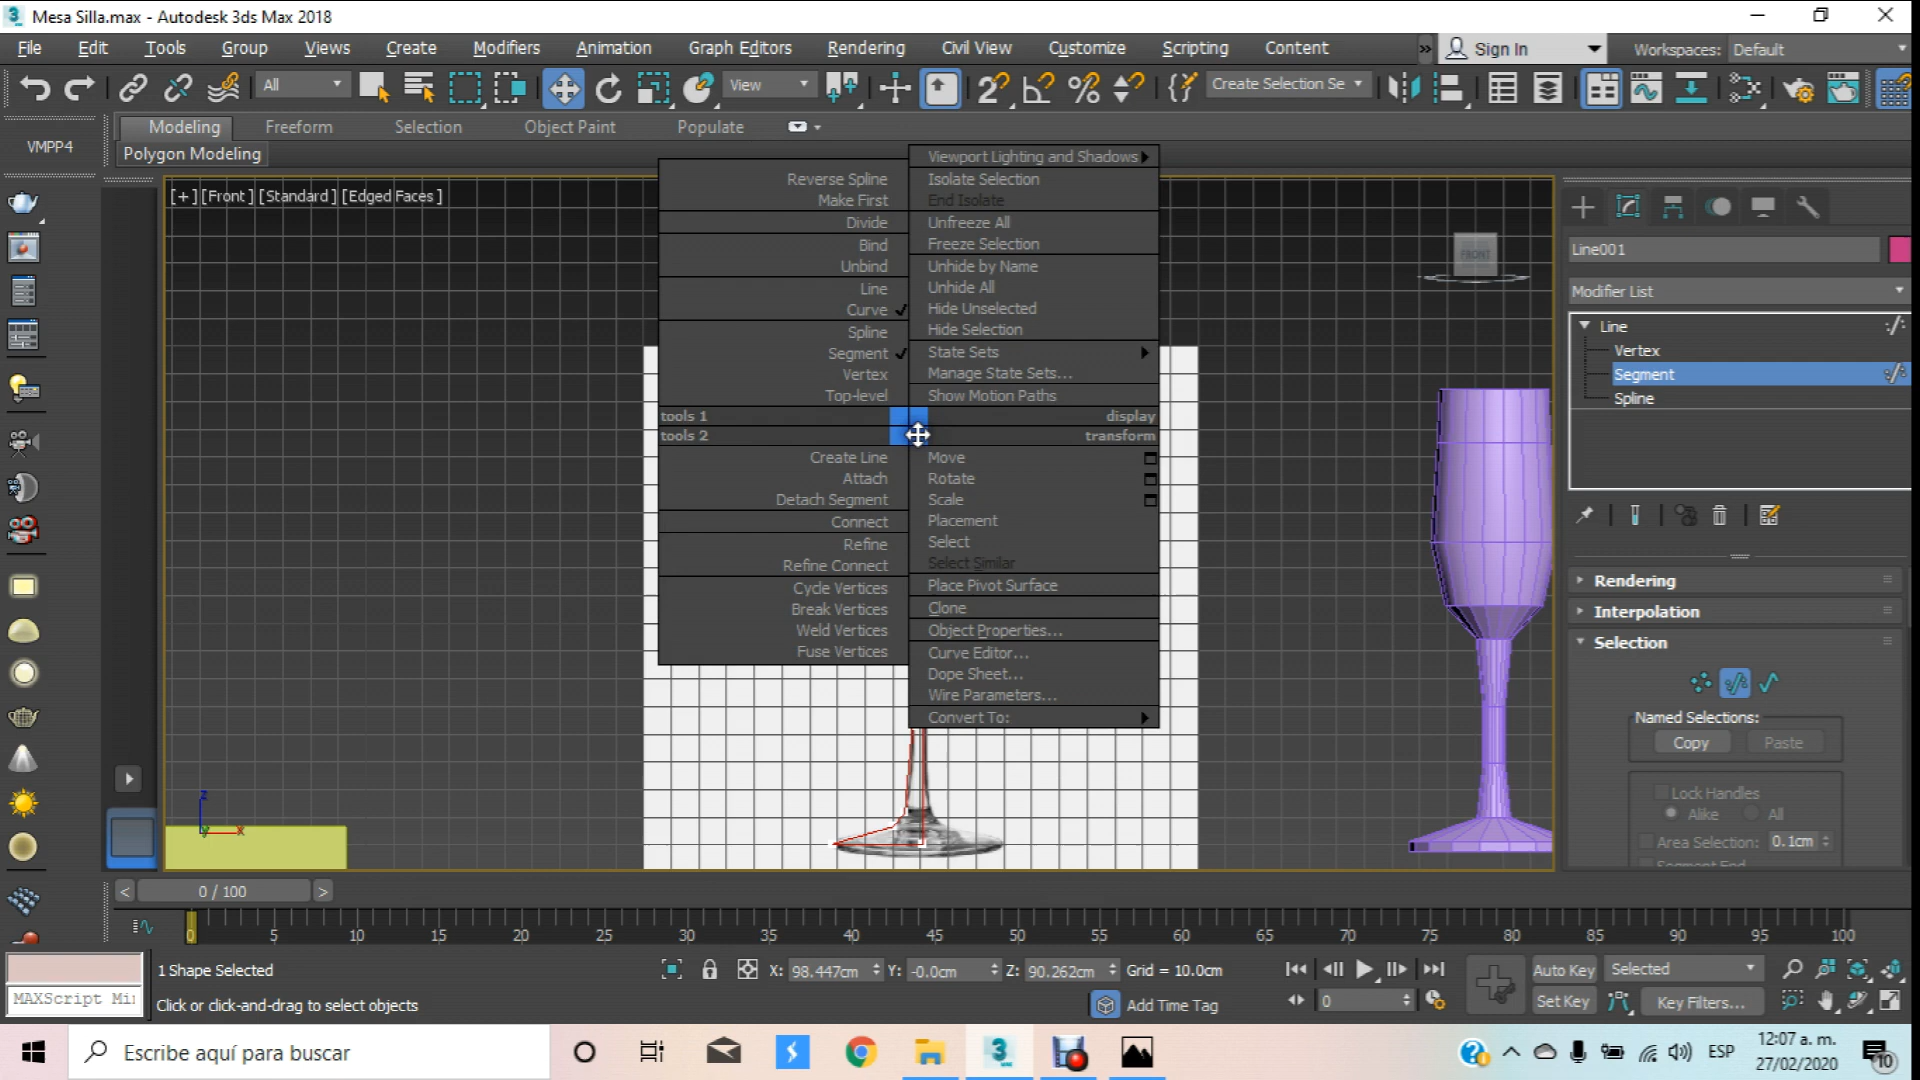 Mesa Silla.max - Autodesk 3ds Max 2018
File Edit Tools Group Views Create Modifiers Animation Graph Editors Rendering Civil View Customize Scripting Content » Sign In Workspaces: Default
All View Create Selection Se
VMPP4 Modeling Freeform Selection Object Paint Populate
Polygon Modeling
[+] [Front] [Standard] [Edged Faces]
Viewport Lighting and Shadows
Reverse Spline Isolate Selection
Make First End Isolate
Divide Unfreeze All
Bind Freeze Selection
Unbind Unhide by Name
Line Unhide All
Curve Hide Unselected
Spline Hide Selection
Segment State Sets
Vertex Manage State Sets...
Top-level Show Motion Paths
tools 1 display
tools 2 transform
Create Line Move
Attach Rotate
Detach Segment Scale
Connect Placement
Refine Select
Refine Connect Select Similar
Cycle Vertices Place Pivot Surface
Break Vertices Clone
Weld Vertices Object Properties...
Fuse Vertices Curve Editor...
Dope Sheet...
Wire Parameters...
Convert To:
FRONT
z
y x
Line001
Modifier List
Line
Vertex
Segment
Spline
Rendering
Interpolation
Selection
Named Selections:
Copy Paste
Lock Handles
Alike All
Area Selection: 0.1cm
Segment End
< 0 / 100 >
0 5 10 15 20 25 30 35 40 45 50 55 60 65 70 75 80 85 90 95 100
1 Shape Selected X: 98.447cm Y: -0.0cm Z: 90.262cm Grid = 10.0cm Auto Key Selected
MAXScript Mi Click or click-and-drag to select objects Add Time Tag 0 Set Key Key Filters...
Escribe aquí para buscar ESP 12:07 a. m.
27/02/2020 10